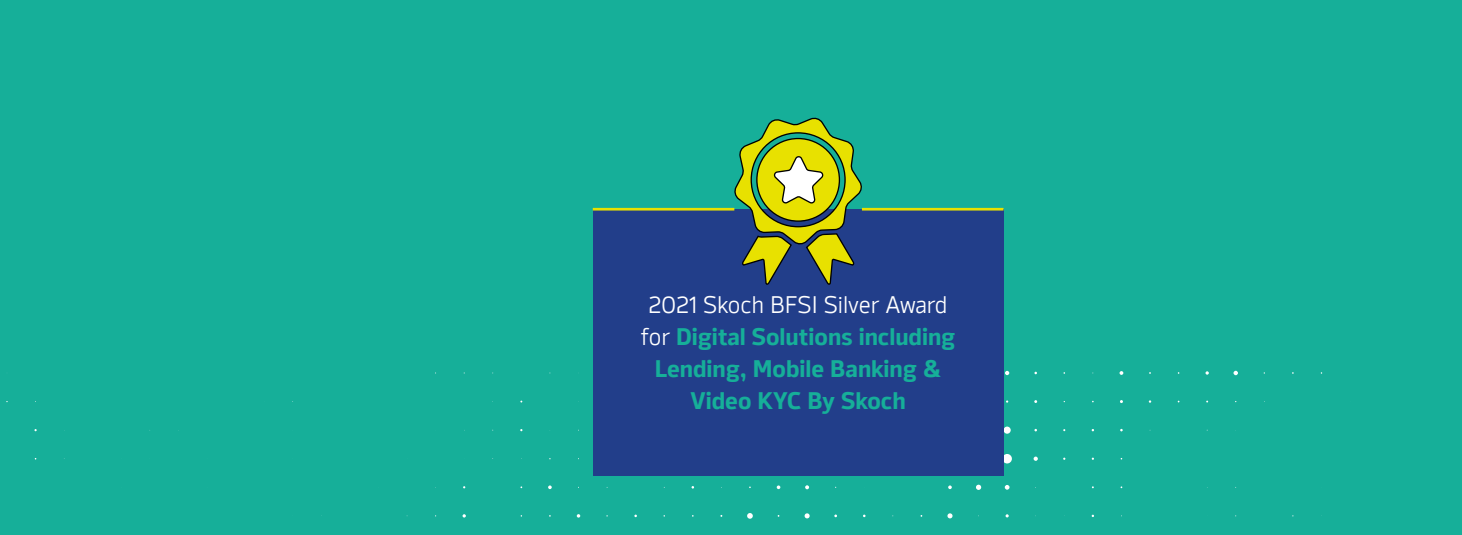 2021 Skoch BFSI Silver Award
for Digital Solutions including
Lending, Mobile Banking &
Video KYC By Skoch